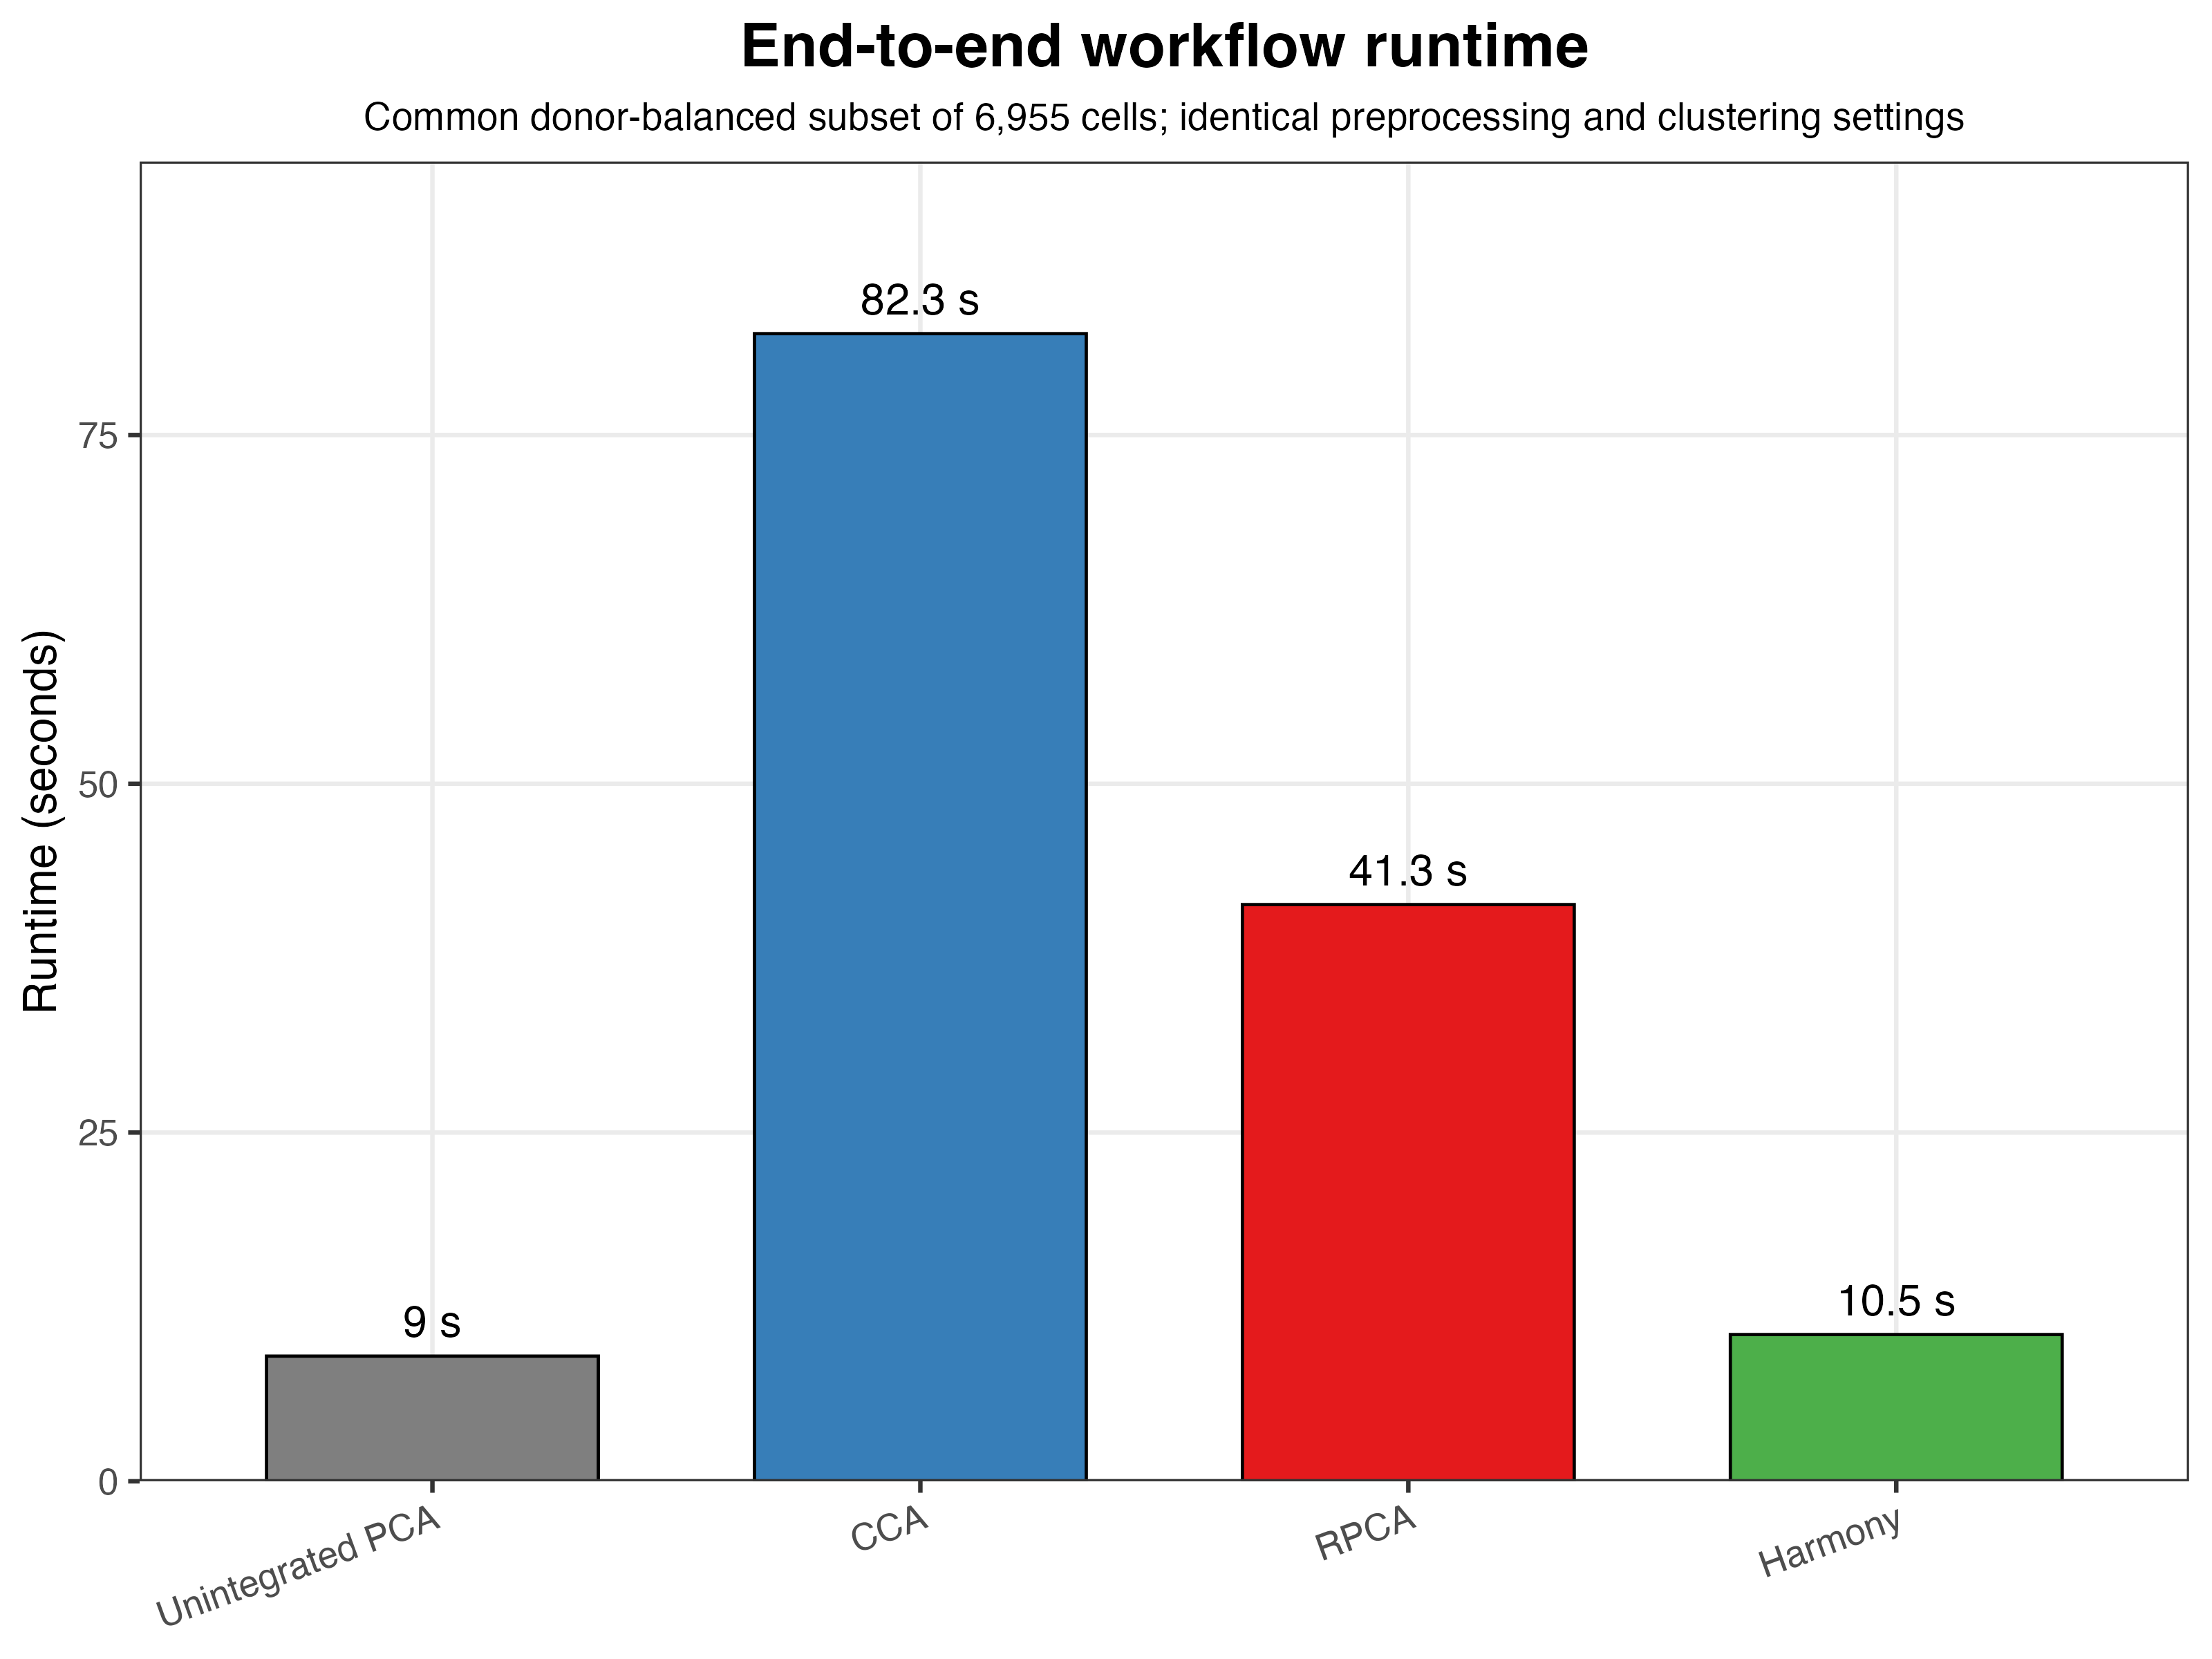 End-to-end workflow runtime
Common donor-balanced subset of 6,955 cells; identical preprocessing and clustering settings
Runtime (seconds)
75
50
25
0
82.3 s
41.3 s
9 s
10.5 s
Unintegrated PCA
CCA
RPCA
Harmony